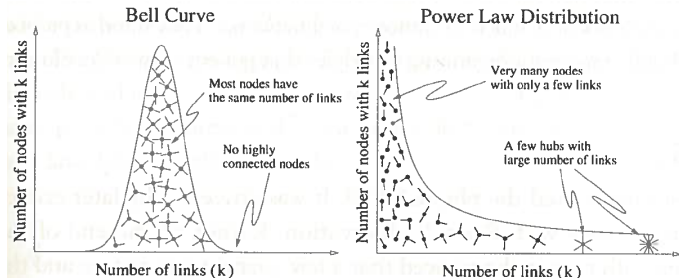 Bell Curve
Number of nodes with k links
Most nodes have
the same number of links
No highly
connected nodes
Number of links (k)
Power Law Distribution
Number of nodes with k links
Very many nodes
with only a few links
A few hubs with
large number of links
Number of links (k)